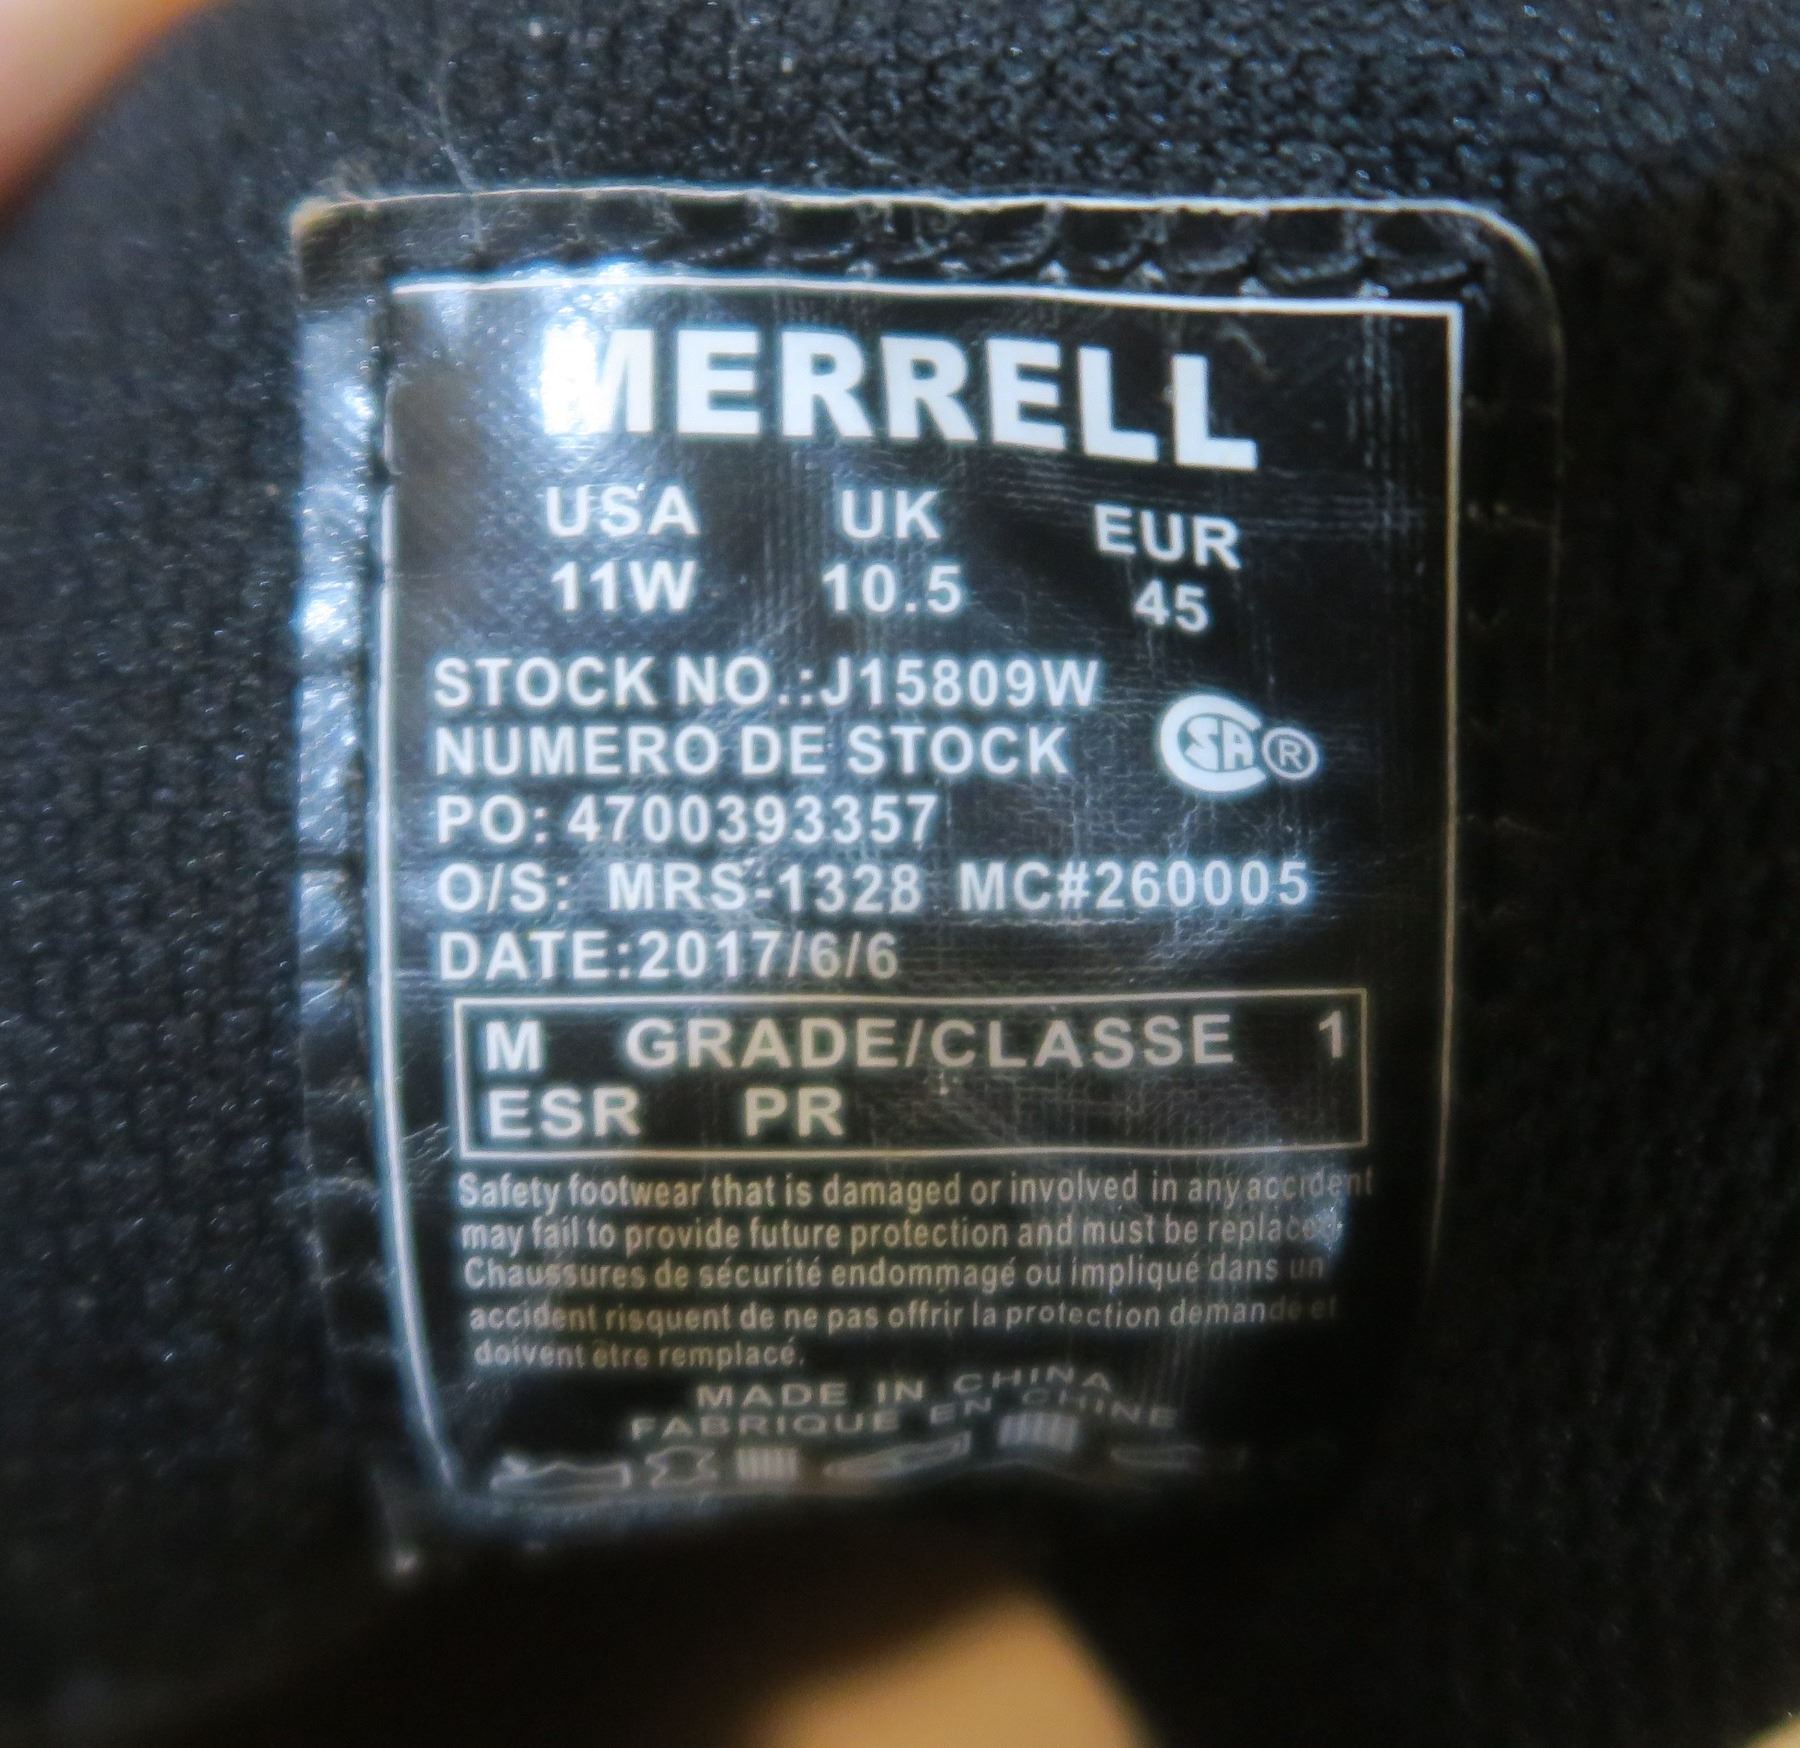 MERRELL
USA UK EUR
11W 10.5 45
STOCK NO.:J15809W
NUMERO DE STOCK
CSA ®
PO: 4700393357
O/S: MRS-1328 MC#260005
DATE:2017/6/6
M GRADE/CLASSE 1
ESR PR
Safety footwear that is damaged or involved in any accident
may fail to provide future protection and must be
Chaussures de sécurité endommagé ou impliqué dans un
accident risquent de ne pas offrir la protection demande et
doivent être remplacé.
MADE IN CHINA
FABRIQUE EN CHINE